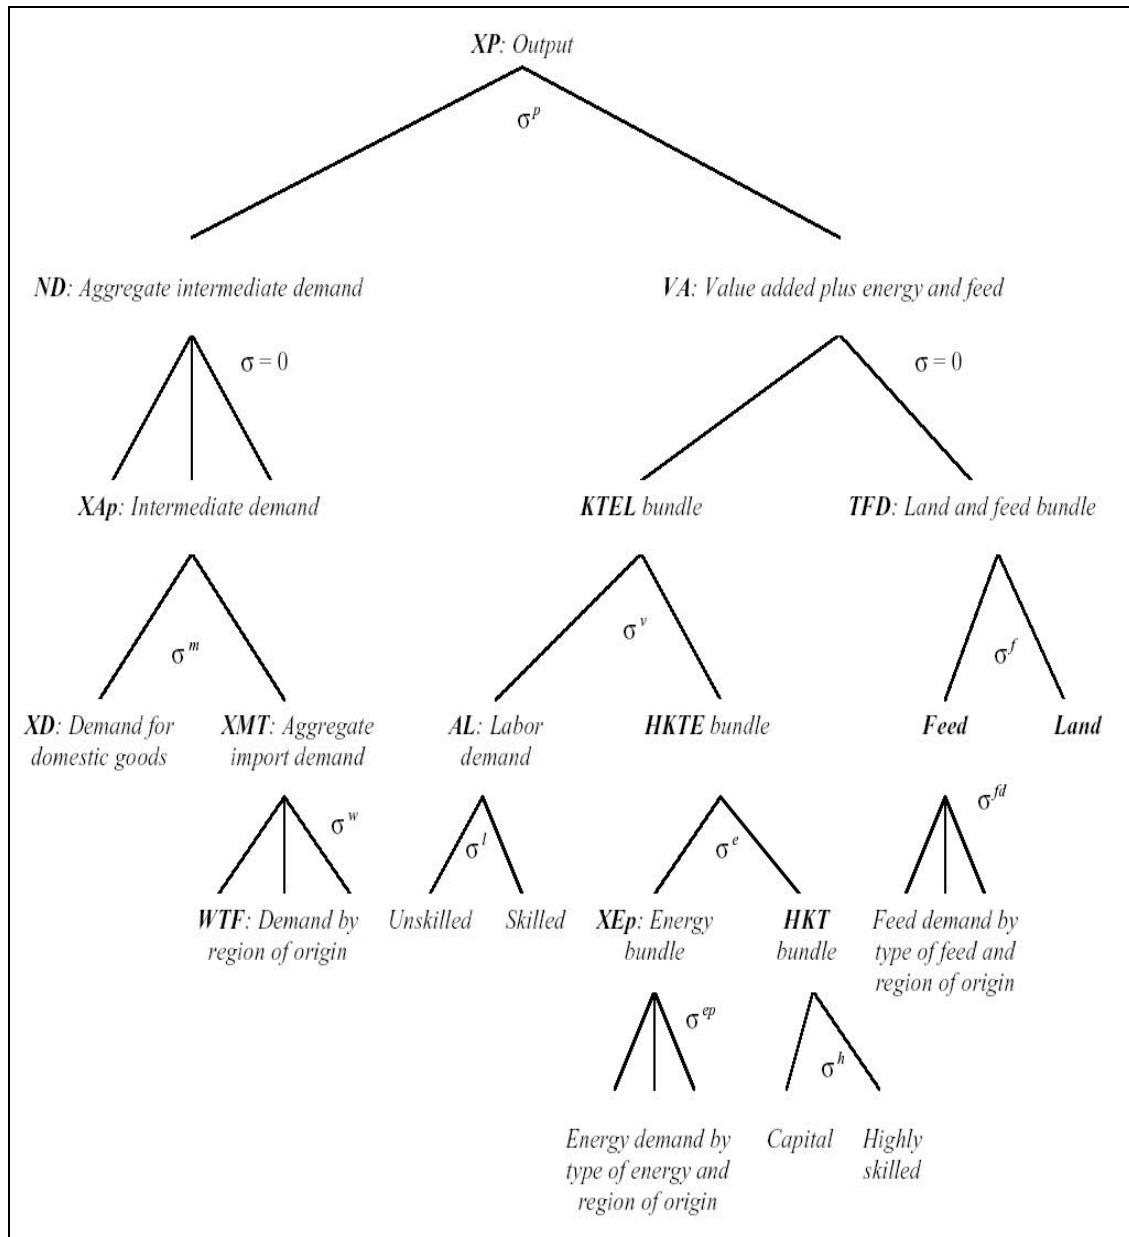 XP: Output
σp
ND: Aggregate intermediate demand
VA: Value added plus energy and feed
σ = 0
σ = 0
XAp: Intermediate demand
KTEL bundle
TFD: Land and feed bundle
σm
σv
σf
XD: Demand for
domestic goods
XMT: Aggregate
import demand
AL: Labor
demand
HKTE bundle
Feed
Land
σw
σl
σe
σfd
WTF: Demand by
region of origin
Unskilled
Skilled
XEp: Energy
bundle
HKT
bundle
Feed demand by
type of feed and
region of origin
σep
σh
Energy demand by
type of energy and
region of origin
Capital
Highly
skilled